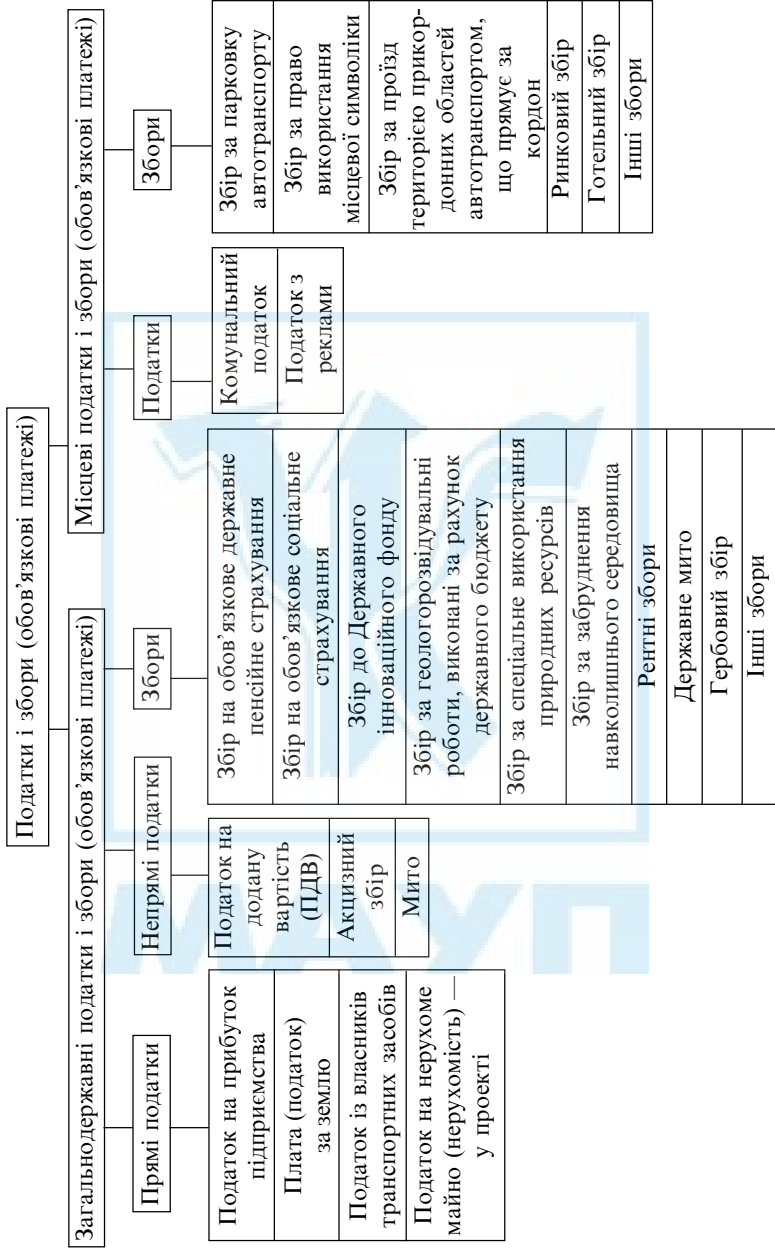 Податки і збори (обов’язкові платежі)
Загальнодержавні податки і збори (обов’язкові платежі)
Прямі податки
Податок на прибуток
підприємства
Плата (податок)
за землю
Податок із власників
транспортних засобів
Податок на нерухоме
майно (нерухомість) —
у проекті
Непрямі податки
Податок на
додану
вартість
(ПДВ)
Акцизний
збір
Мито
Збори
Збір на обов’язкове державне
пенсійне страхування
Збір на обов’язкове соціальне
страхування
Збір до Державного
інноваційного фонду
Збір за геологорозвідувальні
роботи, виконані за рахунок
державного бюджету
Збір за спеціальне використання
природних ресурсів
Збір за забруднення
навколишнього середовища
Рентні збори
Державне мито
Гербовий збір
Інші збори
Місцеві податки і збори (обов’язкові платежі)
Податки
Комунальний
податок
Податок з
реклами
Збори
Збір за парковку
автотранспорту
Збір за право
використання
місцевої символіки
Збір за проїзд
територією прикор-
донних областей
автотранспортом,
що прямує за
кордон
Ринковий збір
Готельний збір
Інші збори
МАУП